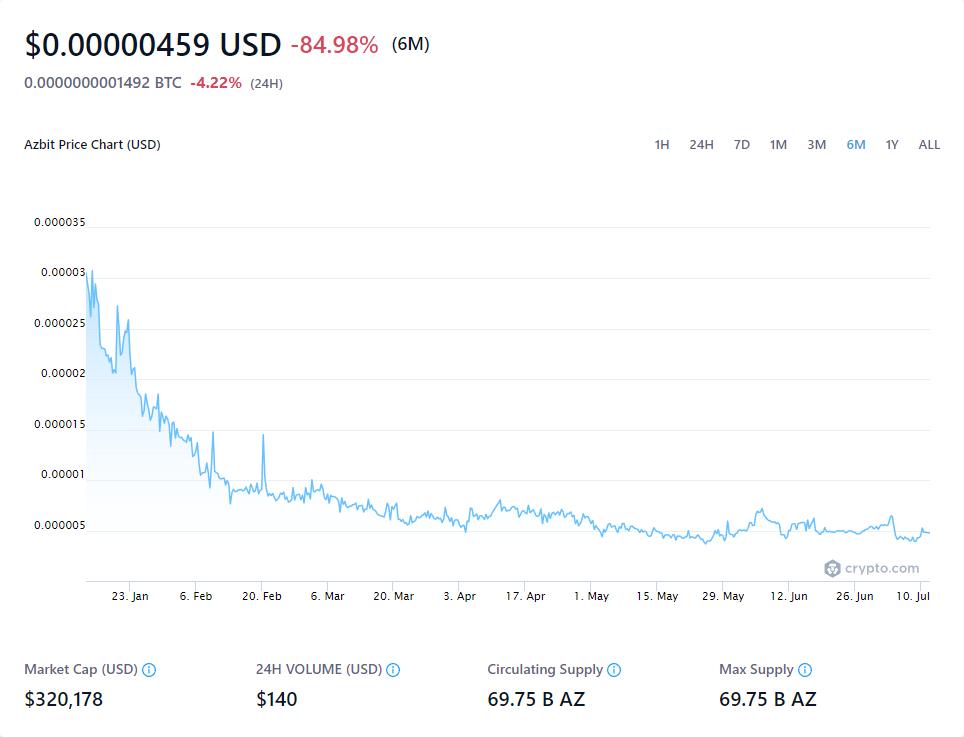 $0.00000459 USD -84.98% (6M)
0.0000000001492 BTC -4.22% (24H)
Azbit Price Chart (USD) 1H 24H 7D 1M 3M 6M 1Y ALL
0.000035
0.00003
0.000025
0.00002
0.000015
0.00001
0.000005
crypto.com
23. Jan 6. Feb 20. Feb 6. Mar 20. Mar 3. Apr 17. Apr 1. May 15. May 29. May 12. Jun 26. Jun 10. Jul
Market Cap (USD) 24H VOLUME (USD) Circulating Supply Max Supply
$320,178 $140 69.75 B AZ 69.75 B AZ